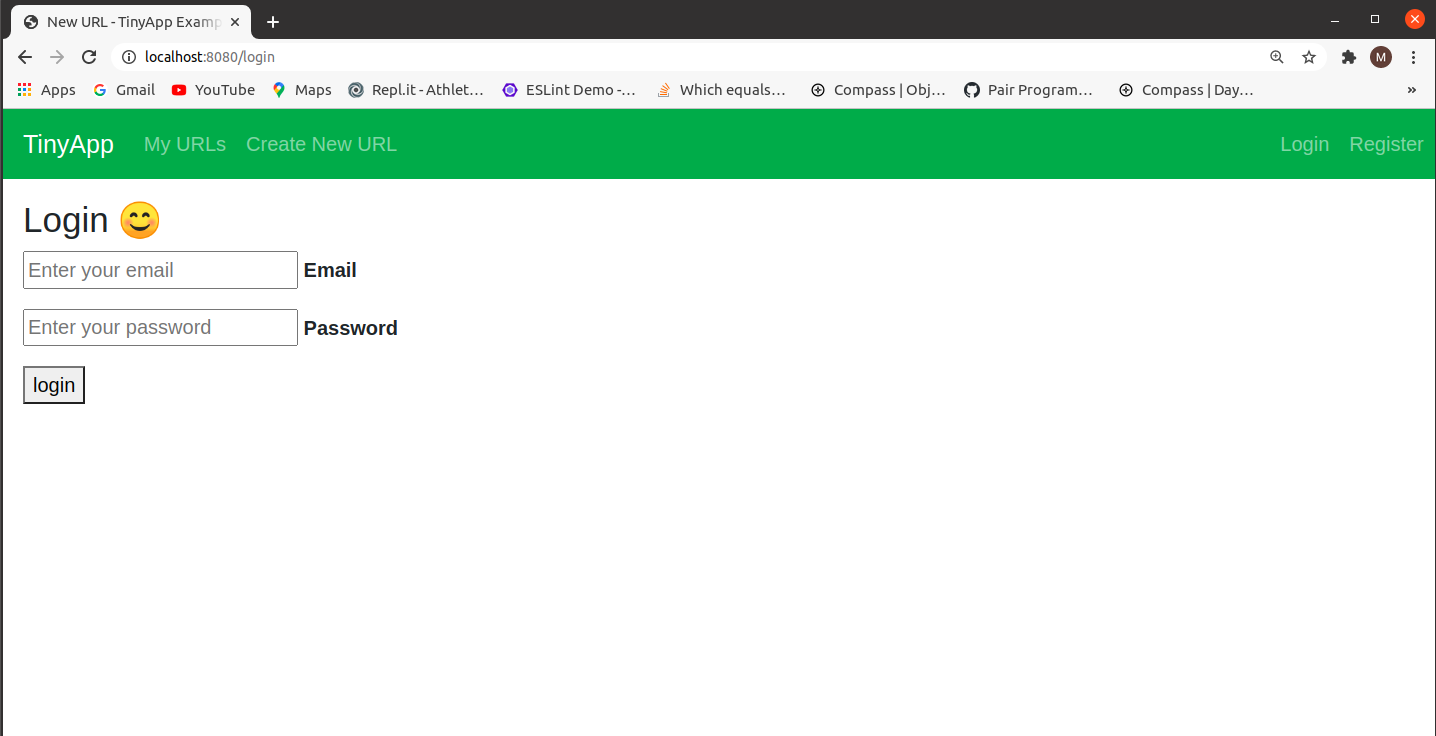 New URL - TinyApp Examp
localhost:8080/login
Apps Gmail YouTube Maps Repl.it - Athlet… ESLint Demo -… Which equals… Compass | Obj… Pair Program… Compass | Day… »
TinyApp My URLs Create New URL Login Register
Login 😊
Enter your email Email
Enter your password Password
login
M